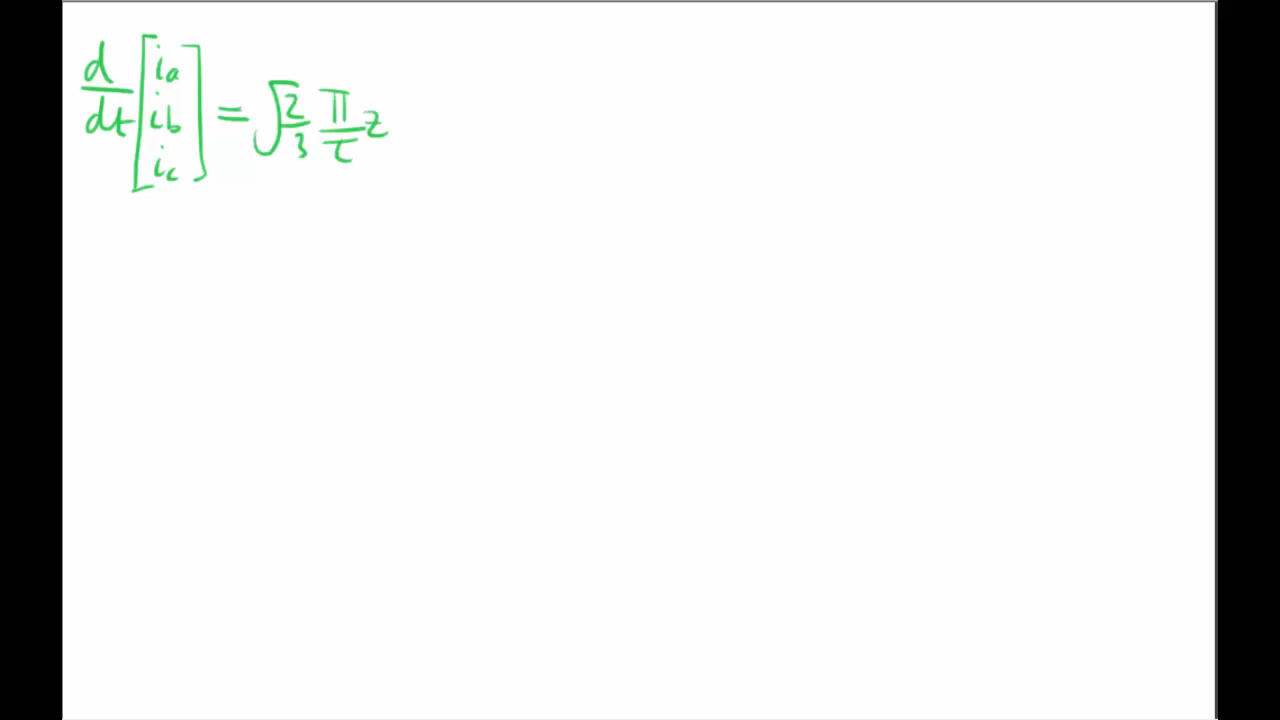 d/dt [ia ib ic] = √2/3 π/τ z